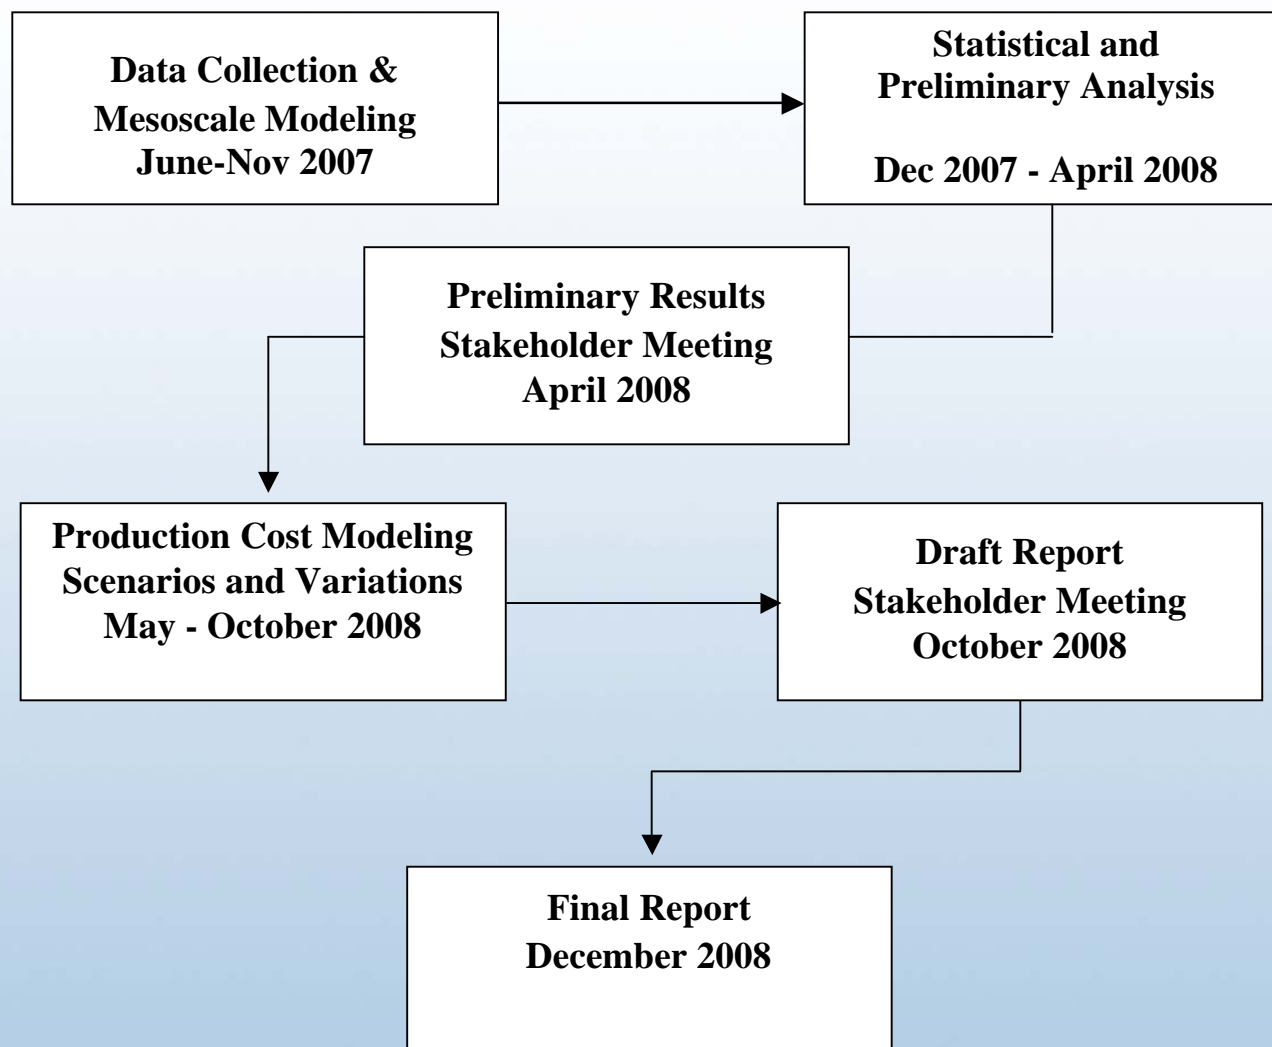 Data Collection &
Mesoscale Modeling
June-Nov 2007
Statistical and
Preliminary Analysis
Dec 2007 - April 2008
Preliminary Results
Stakeholder Meeting
April 2008
Production Cost Modeling
Scenarios and Variations
May - October 2008
Draft Report
Stakeholder Meeting
October 2008
Final Report
December 2008